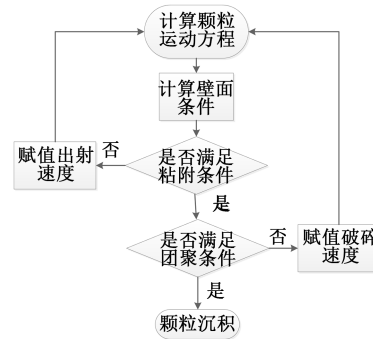 计算颗粒
运动方程
计算壁面
条件
否
赋值出射
速度
是否满足
粘附条件
是
是否满足
团聚条件
否
赋值破碎
速度
是
颗粒沉积